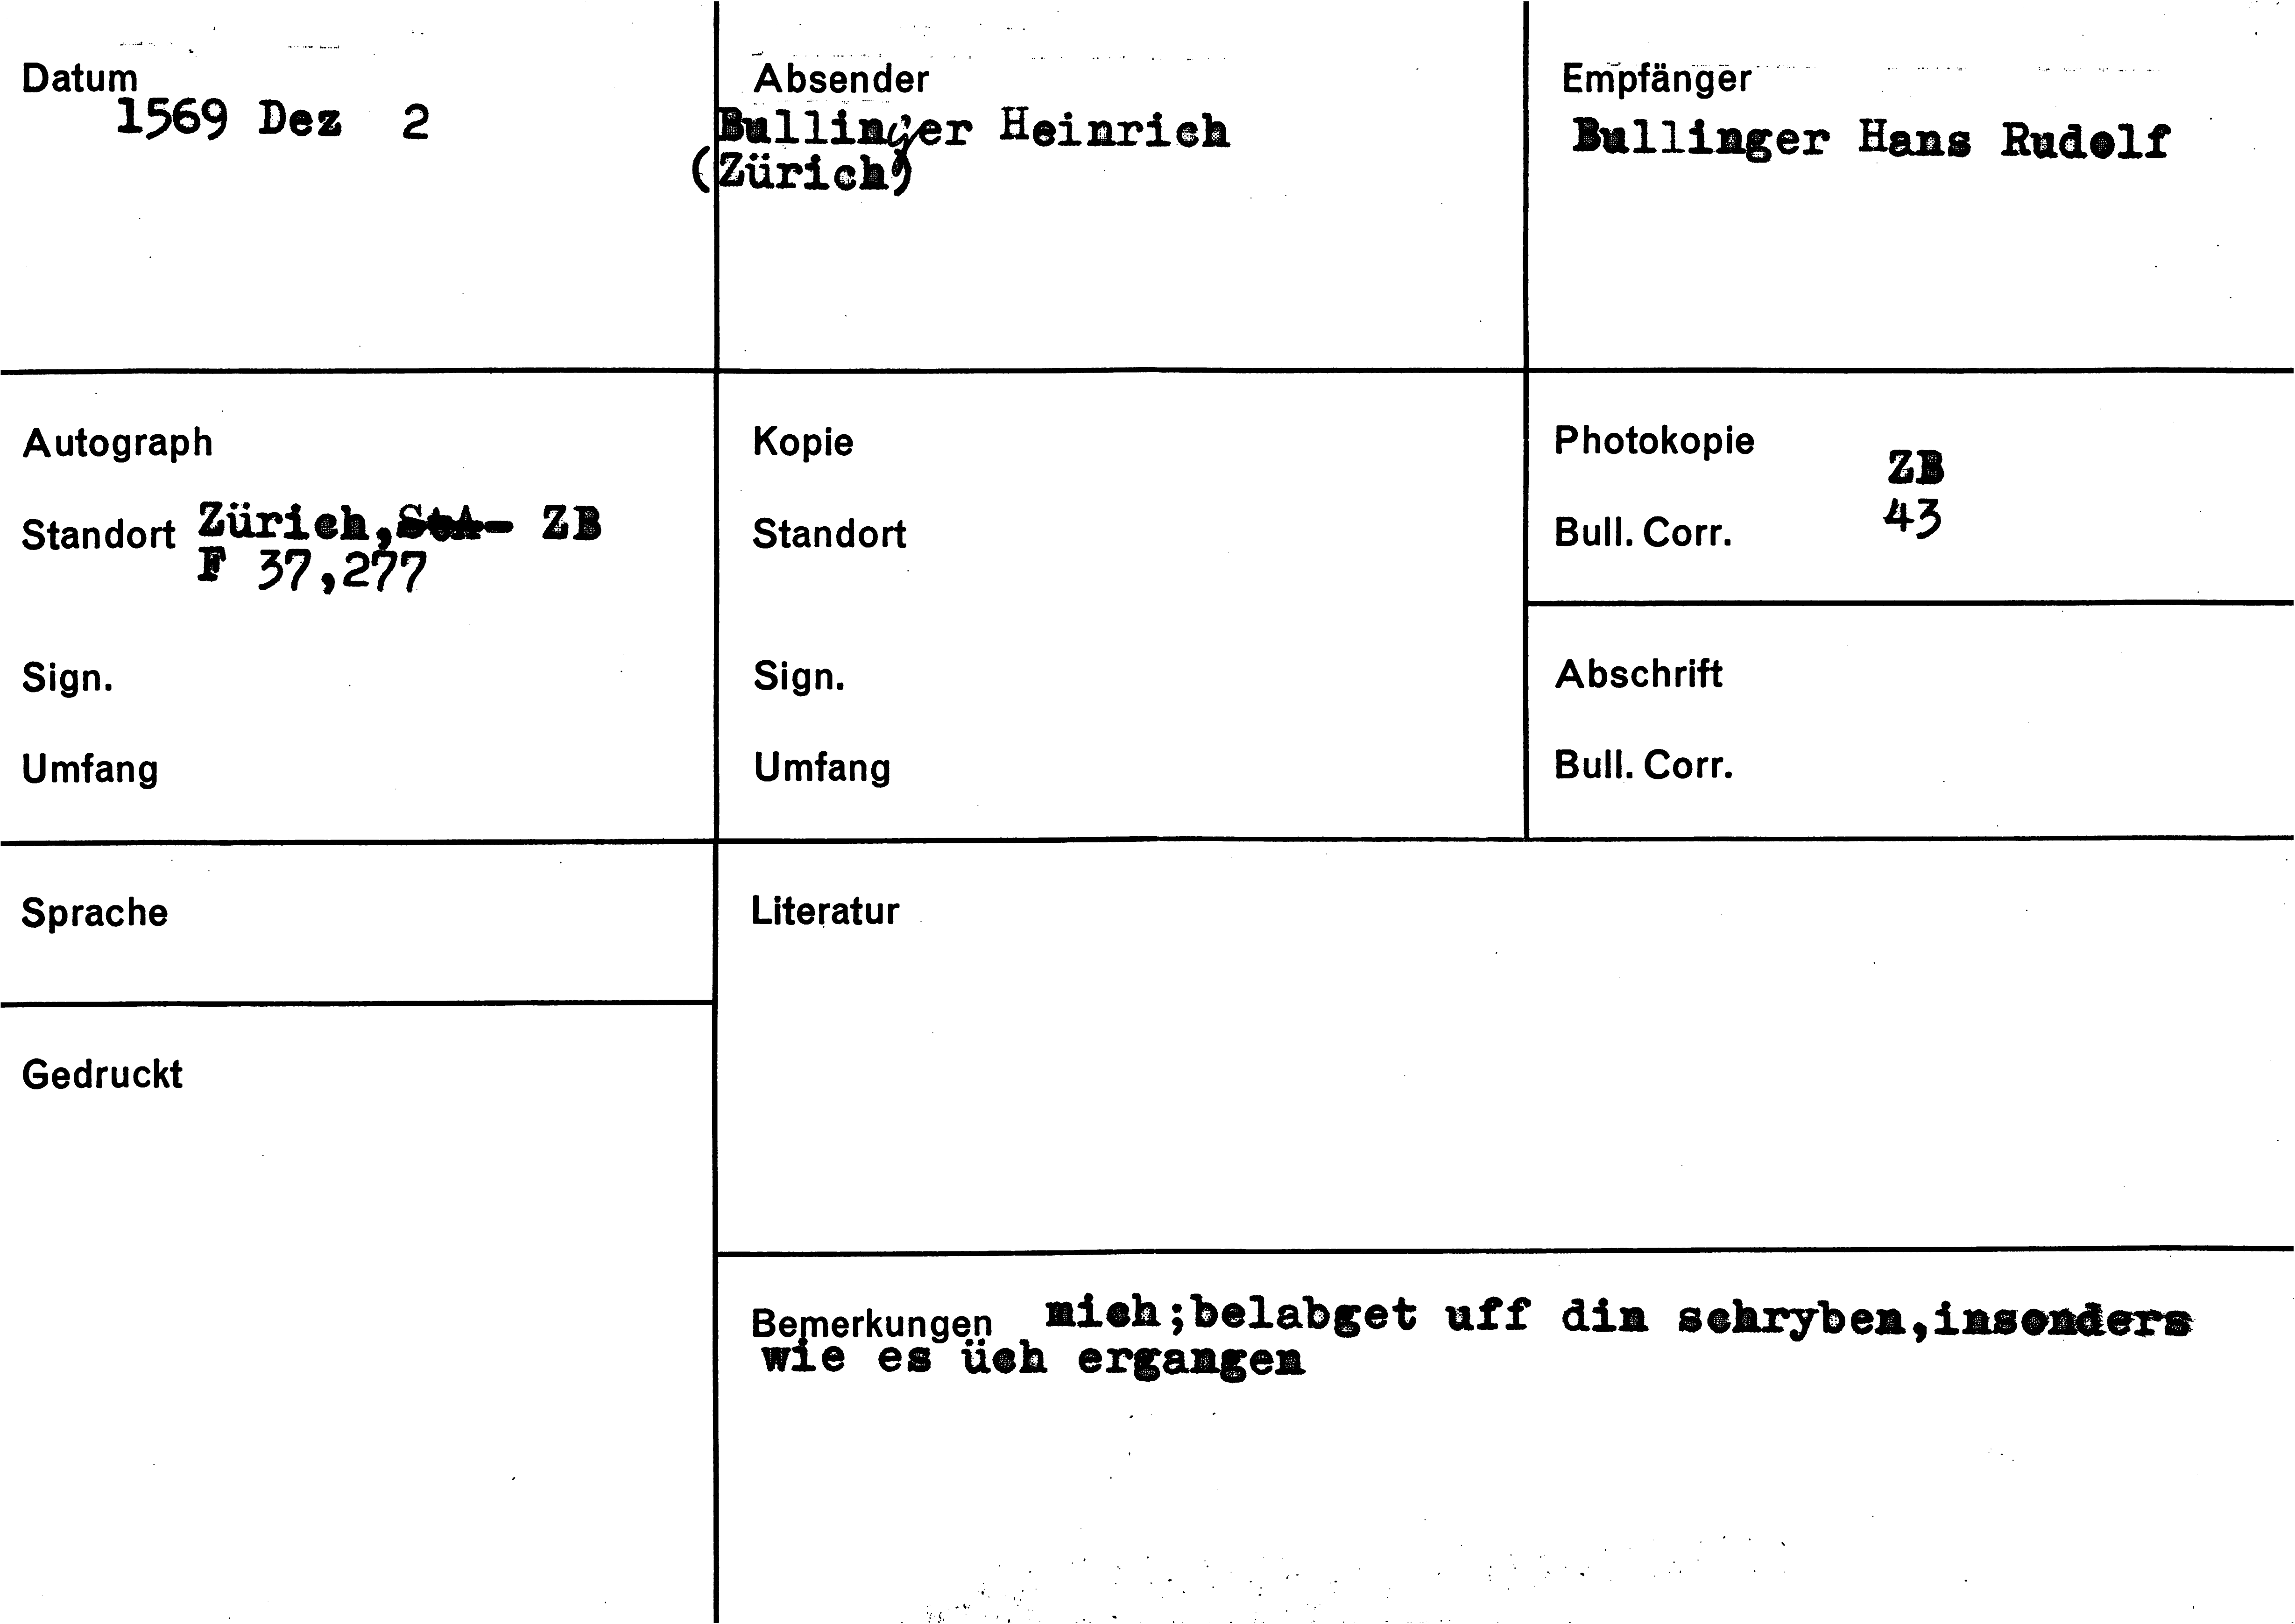 Datum
1569 Dez 2
Absender
Bullinger Heinrich
(Zürich)
Empfänger
Bullinger Hans Rudolf
Autograph
Standort Zürich, StA- ZB
F 37,277
Sign.
Umfang
Kopie
Standort
Sign.
Umfang
Photokopie
ZB
Bull. Corr. 43
Abschrift
Bull. Corr.
Sprache
Literatur
Gedruckt
Bemerkungen mich;belabget uff din schryben,insonders
wie es üch ergangen